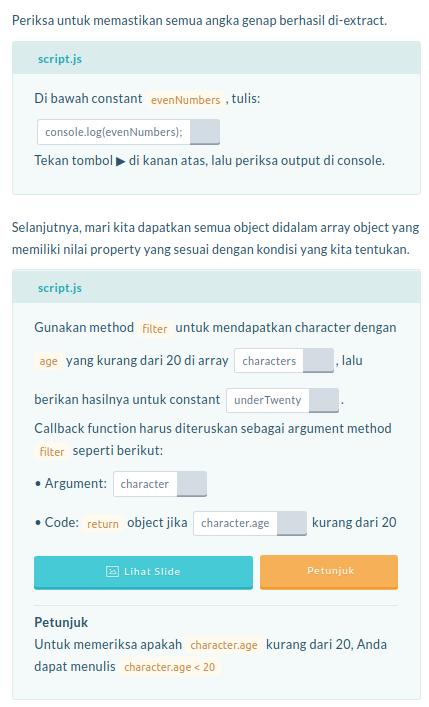 Periksa untuk memastikan semua angka genap berhasil di-extract.
script.js
Di bawah constant evenNumbers , tulis:
console.log(evenNumbers);
Tekan tombol ▶ di kanan atas, lalu periksa output di console.
Selanjutnya, mari kita dapatkan semua object didalam array object yang
memiliki nilai property yang sesuai dengan kondisi yang kita tentukan.
script.js
Gunakan method filter untuk mendapatkan character dengan
age yang kurang dari 20 di array characters , lalu
berikan hasilnya untuk constant underTwenty .
Callback function harus diteruskan sebagai argument method
filter seperti berikut:
• Argument: character
• Code: return object jika character.age kurang dari 20
Lihat Slide Petunjuk
Petunjuk
Untuk memeriksa apakah character.age kurang dari 20, Anda
dapat menulis character.age < 20